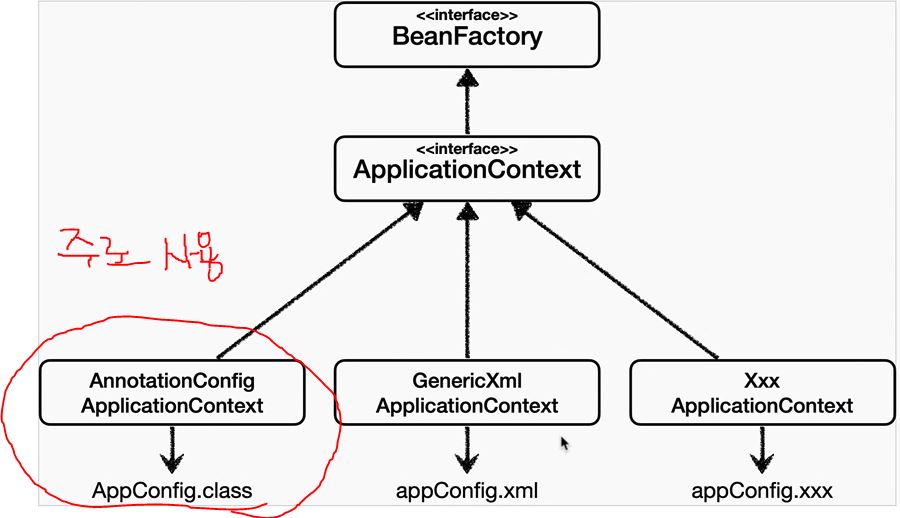 <<interface>>
BeanFactory
<<interface>>
ApplicationContext
주로 사용
AnnotationConfig
ApplicationContext
GenericXml
ApplicationContext
Xxx
ApplicationContext
AppConfig.class
appConfig.xml
appConfig.xxx